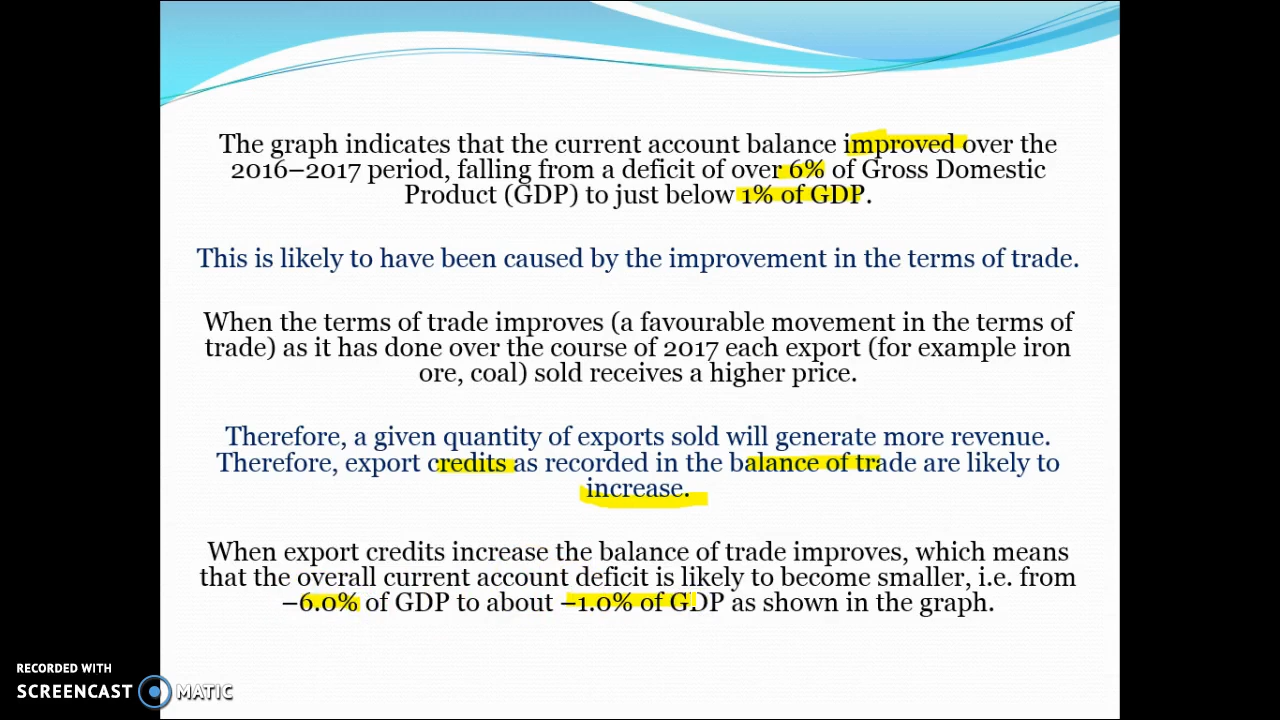 The graph indicates that the current account balance improved over the
2016–2017 period, falling from a deficit of over 6% of Gross Domestic
Product (GDP) to just below 1% of GDP.
This is likely to have been caused by the improvement in the terms of trade.
When the terms of trade improves (a favourable movement in the terms of
trade) as it has done over the course of 2017 each export (for example iron
ore, coal) sold receives a higher price.
Therefore, a given quantity of exports sold will generate more revenue.
Therefore, export credits as recorded in the balance of trade are likely to
increase.
When export credits increase the balance of trade improves, which means
that the overall current account deficit is likely to become smaller, i.e. from
–6.0% of GDP to about –1.0% of GDP as shown in the graph.
RECORDED WITH
SCREENCAST MATIC